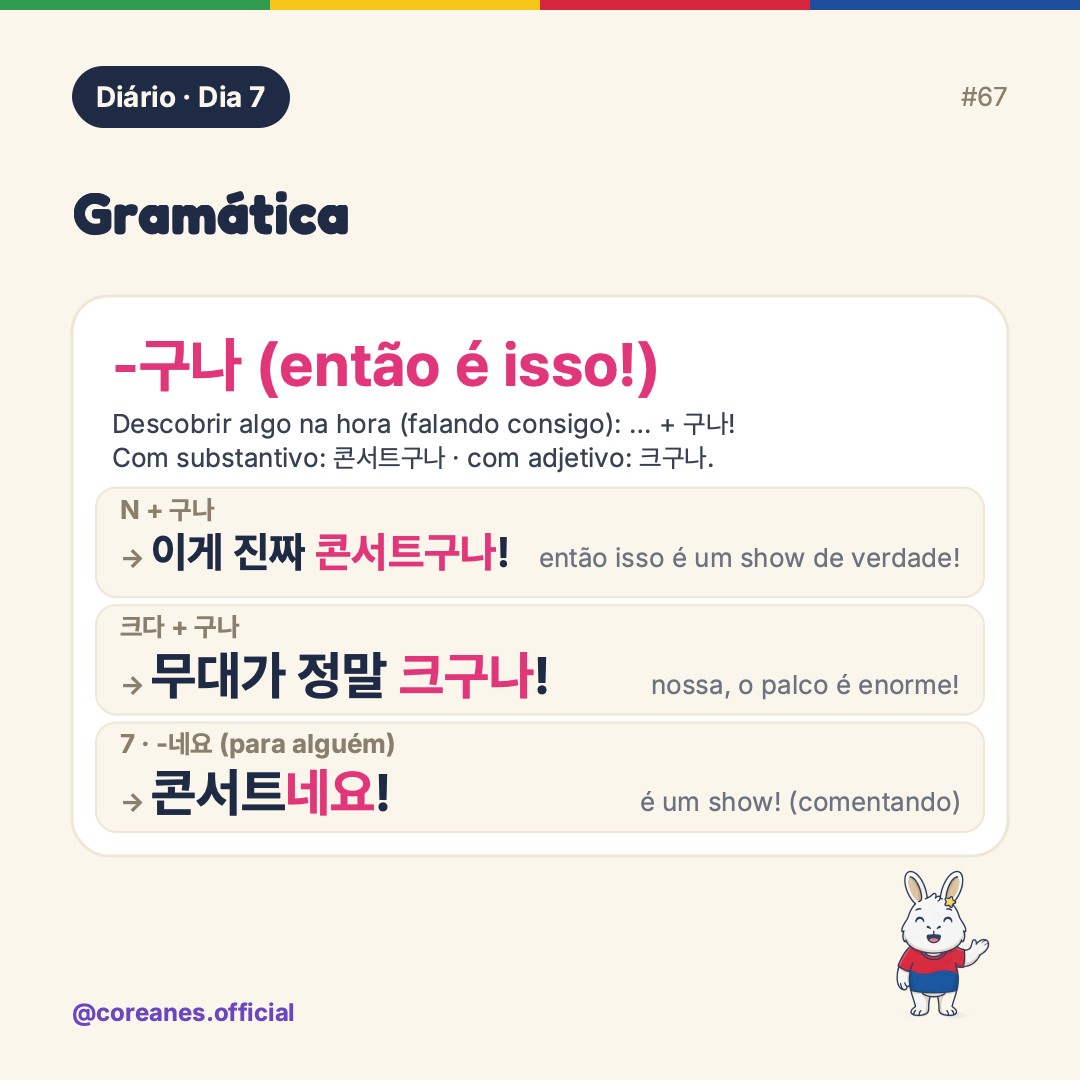 Diário · Dia 7
#67
Gramática
-구나 (então é isso!)
Descobrir algo na hora (falando consigo): ... + 구나!
Com substantivo: 콘서트구나 · com adjetivo: 크구나.
N + 구나
→ 이게 진짜 콘서트구나! então isso é um show de verdade!
크다 + 구나
→ 무대가 정말 크구나! nossa, o palco é enorme!
7 · -네요 (para alguém)
→ 콘서트네요! é um show! (comentando)
@coreanes.official